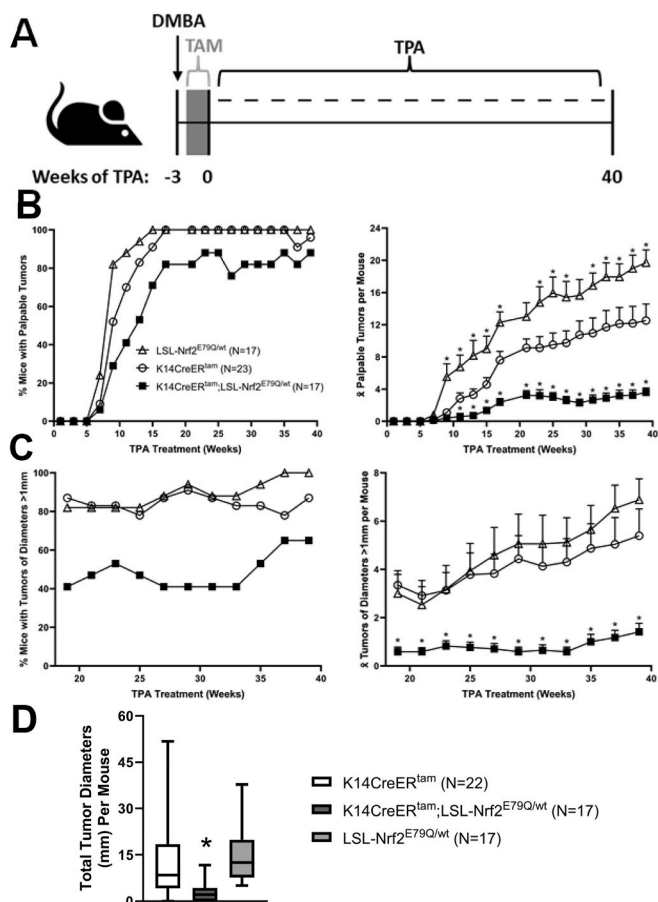 A
DMBA
TAM
TPA
Weeks of TPA: -3 0 40
B
% Mice with Palpable Tumors
100
80
60
40
20
0
0 5 10 15 20 25 30 35 40
TPA Treatment (Weeks)
LSL-Nrf2E79Q/wt (N=17)
K14CreERtam (N=23)
K14CreERtam;LSL-Nrf2E79Q/wt (N=17)
x̄ Palpable Tumors per Mouse
24
20
16
12
8
4
0
0 5 10 15 20 25 30 35 40
TPA Treatment (Weeks)
C
% Mice with Tumors of Diameters >1mm
100
80
60
40
20
0
20 25 30 35 40
TPA Treatment (Weeks)
x̄ Tumors of Diameters >1mm per Mouse
8
6
4
2
0
20 25 30 35 40
TPA Treatment (Weeks)
D
Total Tumor Diameters
(mm) Per Mouse
60
45
30
15
0
*
K14CreERtam (N=22)
K14CreERtam;LSL-Nrf2E79Q/wt (N=17)
LSL-Nrf2E79Q/wt (N=17)